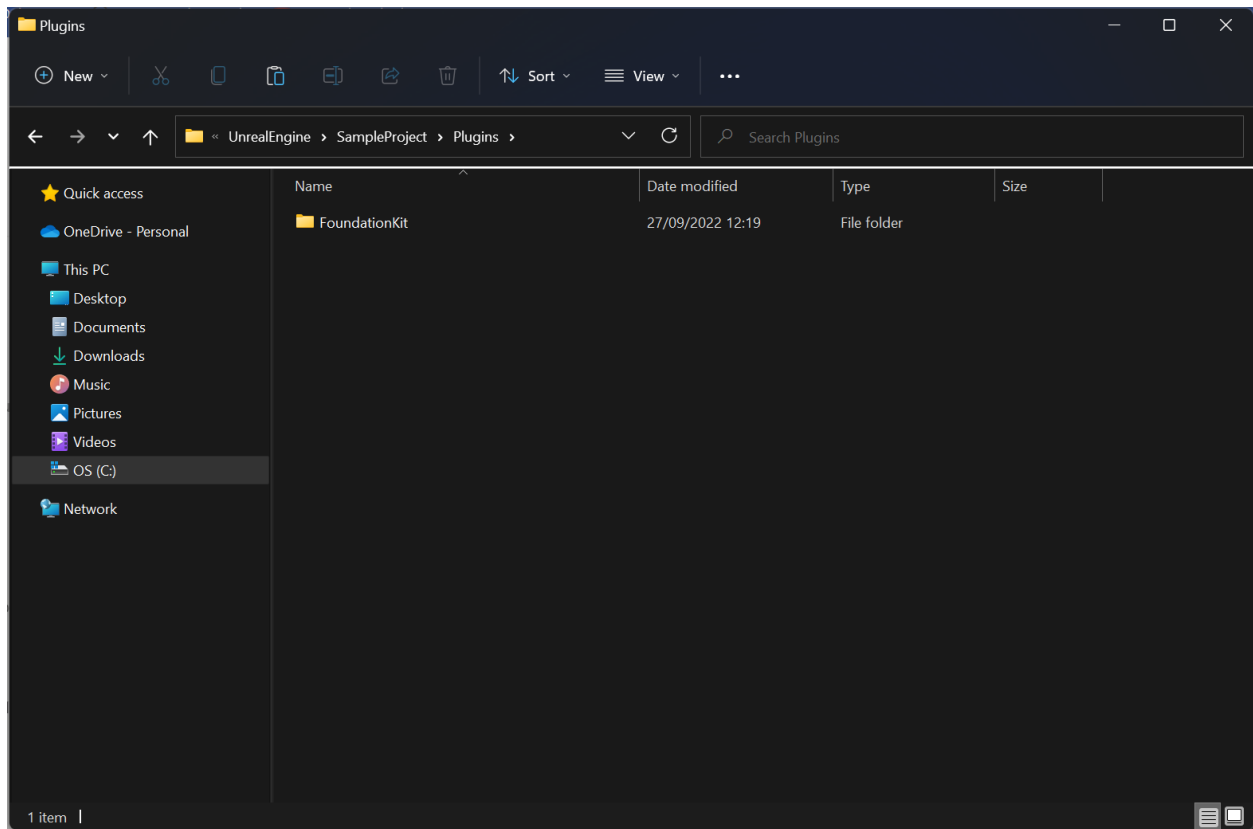 Plugins
New Sort View ...
« UnrealEngine > SampleProject > Plugins > Search Plugins
Name Date modified Type Size
Quick access
FoundationKit 27/09/2022 12:19 File folder
OneDrive - Personal
This PC
Desktop
Documents
Downloads
Music
Pictures
Videos
OS (C:)
Network
1 item